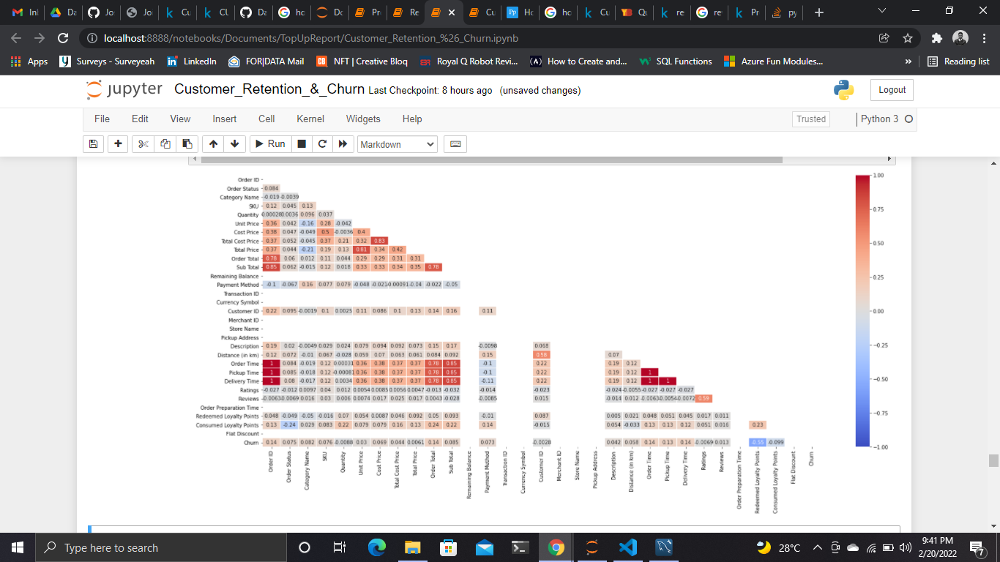 In
Da
Jo
Jo
Cu
CU
Da
ho
Do
Pr
Re
Cu
Ho
ho
Cu
Qu
re
re
Pr
py
localhost:8888/notebooks/Documents/TopUpReport/Customer_Retention_%26_Churn.ipynb
Apps Surveys - Surveyeah LinkedIn FOR|DATA Mail NFT | Creative Bloq Royal Q Robot Revi... How to Create and... SQL Functions Azure Fun Modules... » Reading list
jupyter Customer_Retention_&_Churn Last Checkpoint: 8 hours ago (unsaved changes) Logout
File Edit View Insert Cell Kernel Widgets Help Trusted Python 3
Run Markdown
Order ID
Order Status 0.084
Category Name -0.019 0.0039
SKU 0.12 0.045 0.13
Quantity -0.00028 0.0036 0.096 0.037
Unit Price 0.36 0.042 -0.16 0.28 -0.042
Cost Price 0.38 0.047 -0.049 0.5 -0.0036 0.4
Total Cost Price 0.37 0.052 -0.045 0.37 0.21 0.32 0.83
Total Price 0.37 0.044 -0.21 0.19 0.13 0.81 0.34 0.42
Order Total 0.78 0.06 0.012 0.11 0.044 0.29 0.29 0.31 0.31
Sub Total 0.85 0.062 -0.015 0.12 0.018 0.33 0.33 0.34 0.35 0.78
Remaining Balance
Payment Method -0.1 -0.067 0.16 0.077 0.079 -0.048 -0.021 -0.00091 -0.04 -0.022 -0.05
Transaction ID
Currency Symbol
Customer ID 0.22 0.095 -0.0019 0.1 0.0025 0.11 0.086 0.1 0.13 0.14 0.16 0.11
Merchant ID
Store Name
Pickup Address
Description 0.19 0.02 -0.0049 0.029 0.024 0.079 0.094 0.092 0.073 0.15 0.17 -0.0098 0.068
Distance (in km) 0.12 0.072 -0.01 0.067 -0.028 0.059 0.07 0.063 0.061 0.084 0.092 0.15 0.58 0.07
Order Time 1 0.084 -0.019 0.12 0.00031 0.36 0.38 0.37 0.37 0.78 0.85 -0.1 0.22 0.19 0.12
Pickup Time 1 0.085 -0.018 0.12 -0.00081 0.36 0.38 0.37 0.37 0.78 0.85 -0.1 0.22 0.19 0.12 1
Delivery Time 1 0.08 -0.017 0.12 0.0034 0.36 0.38 0.37 0.37 0.78 0.85 -0.11 0.22 0.19 0.12 1 1
Ratings -0.027 -0.012 0.0097 0.04 0.012 0.0054 0.0085 0.0056 0.0047 -0.013 -0.032 -0.014 -0.023 -0.024 -0.0055 -0.027 -0.027 -0.027
Reviews -0.0063 -0.0069 0.016 0.03 0.006 0.0074 0.017 0.025 0.017 0.0043 -0.028 -0.0085 0.015 -0.014 0.012 -0.0063 -0.0054 -0.0072 0.59
Order Preparation Time
Redeemed Loyalty Points 0.048 -0.049 -0.05 -0.016 0.07 0.054 0.0087 0.046 0.092 0.05 0.093 -0.01 0.087 0.005 0.021 0.048 0.051 0.045 0.017 0.011
Consumed Loyalty Points 0.13 -0.24 0.029 0.083 0.22 0.079 0.079 0.16 0.13 0.24 0.22 0.14 -0.015 0.054 -0.033 0.13 0.13 0.12 0.051 0.016 0.23
Flat Discount
Churn 0.14 0.075 0.082 0.076 -0.0088 0.03 0.069 0.044 0.0061 0.14 0.085 0.073 -0.0028 0.042 0.058 0.14 0.13 0.14 -0.0069 0.013 -0.55 -0.099
Order ID
Order Status
Category Name
SKU
Quantity
Unit Price
Cost Price
Total Cost Price
Total Price
Order Total
Sub Total
Remaining Balance
Payment Method
Transaction ID
Currency Symbol
Customer ID
Merchant ID
Store Name
Pickup Address
Description
Distance (in km)
Order Time
Pickup Time
Delivery Time
Ratings
Reviews
Order Preparation Time
Redeemed Loyalty Points
Consumed Loyalty Points
Flat Discount
Churn
1.00
0.75
0.50
0.25
0.00
-0.25
-0.50
-0.75
-1.00
Type here to search
28°C
9:41 PM
2/20/2022
7